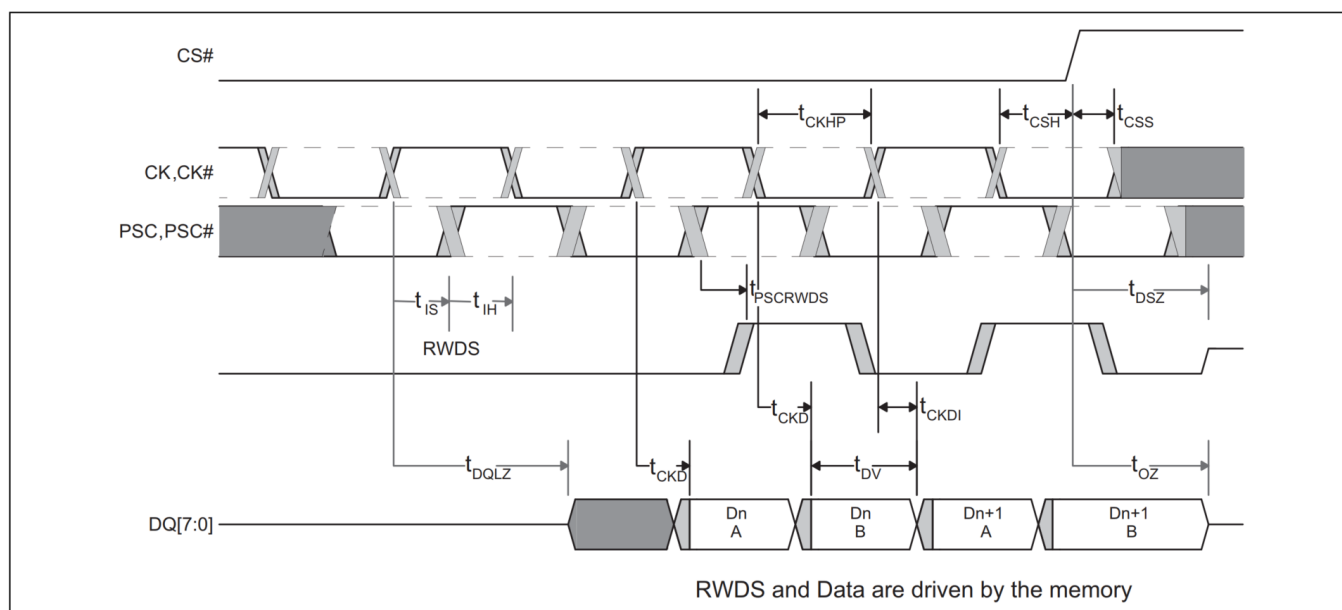 CS#
tCKHP
tCSH
tCSS
CK,CK#
PSC,PSC#
tIS
tIH
tPSCRWDS
tDSZ
RWDS
tCKD
tCKDI
tDQLZ
tCKD
tDV
tOZ
DQ[7:0]
Dn
A
Dn
B
Dn+1
A
Dn+1
B
RWDS and Data are driven by the memory